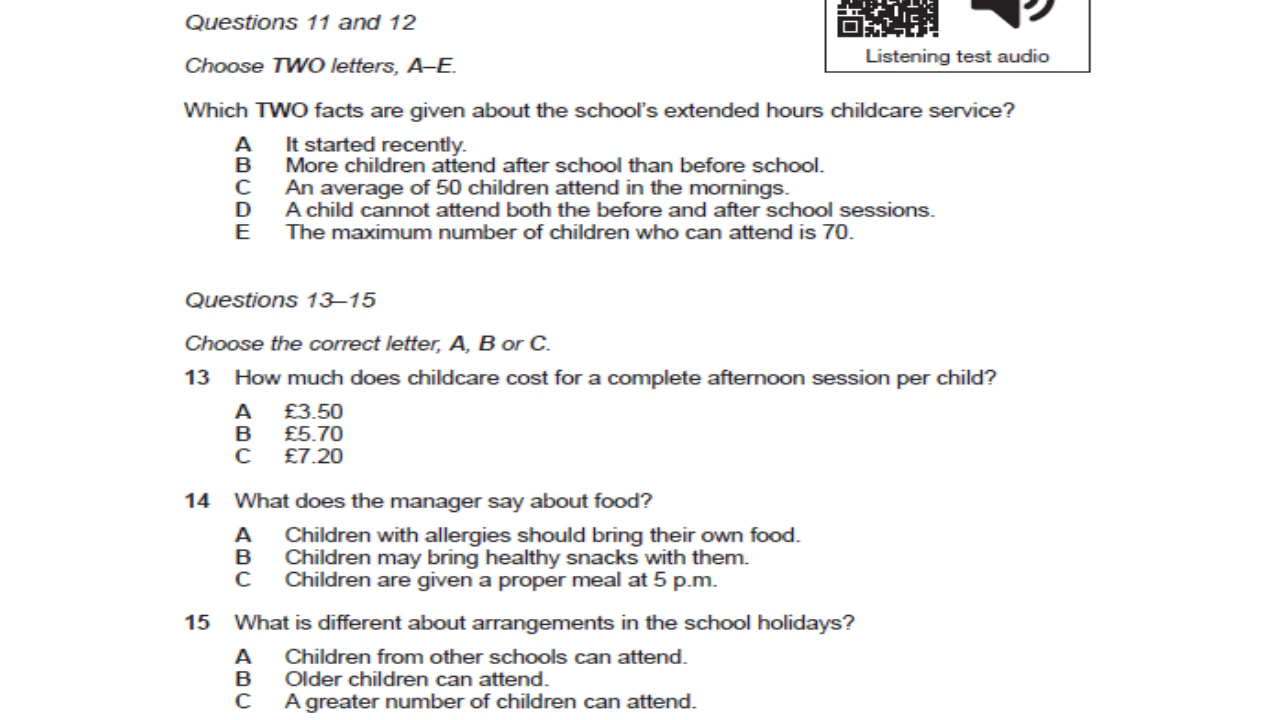 Questions 11 and 12
Listening test audio
Choose TWO letters, A–E.
Which TWO facts are given about the school's extended hours childcare service?
A It started recently.
B More children attend after school than before school.
C An average of 50 children attend in the mornings.
D A child cannot attend both the before and after school sessions.
E The maximum number of children who can attend is 70.
Questions 13–15
Choose the correct letter, A, B or C.
13 How much does childcare cost for a complete afternoon session per child?
A £3.50
B £5.70
C £7.20
14 What does the manager say about food?
A Children with allergies should bring their own food.
B Children may bring healthy snacks with them.
C Children are given a proper meal at 5 p.m.
15 What is different about arrangements in the school holidays?
A Children from other schools can attend.
B Older children can attend.
C A greater number of children can attend.